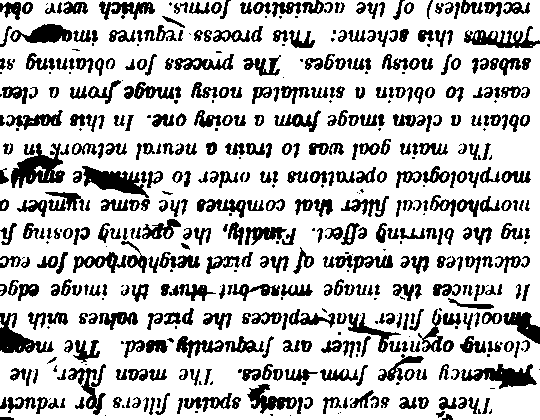 There are several classic spatial filters for reducin
frequency noise from images. The mean filter, the
closing opening filter are frequently used. The mean
smoothing filter that replaces the pixel values with th
It reduces the image noise but blurs the edge
calculates the median of the pixel neighborhood for eac
ing the blurring effect. Finally, the opening closing fi
morphological filter that combines the same number o
morphological operations in order to eliminate small
The main goal was to train a neural network in a
obtain a clean image from a noisy one. In this particu
easier to obtain a simulated noisy image from a clea
subset of noisy images. The process for obtaining si
follows this scheme: This process requires images of
rectangles) of the acquisition forms, which were obt